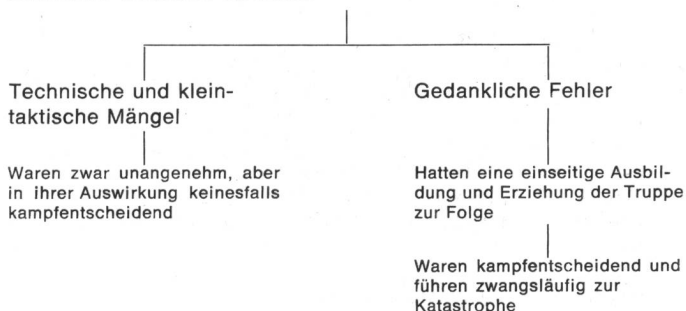 Technische und klein-
taktische Mängel
Waren zwar unangenehm, aber
in ihrer Auswirkung keinesfalls
kampfentscheidend
Gedankliche Fehler
Hatten eine einseitige Ausbil-
dung und Erziehung der Truppe
zur Folge
Waren kampfentscheidend und
führen zwangsläufig zur
Katastrophe